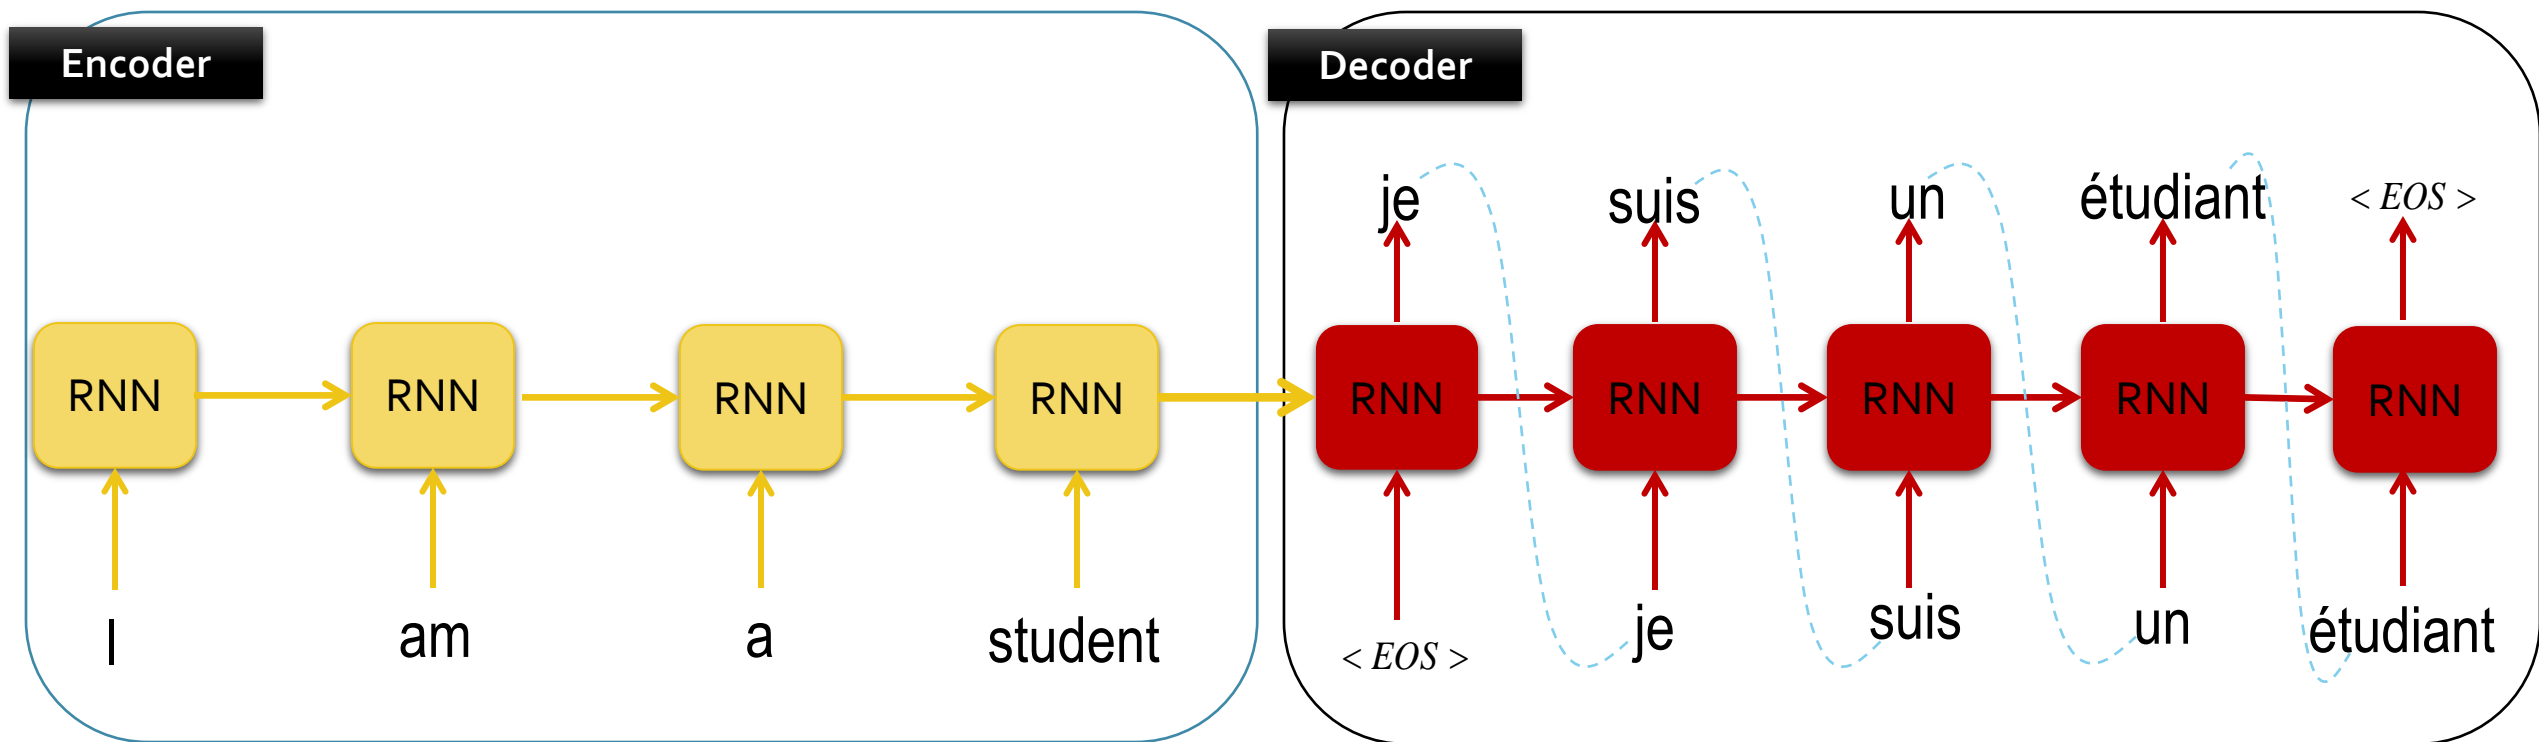 Encoder
Decoder
je suis un étudiant < EOS >
RNN RNN RNN RNN RNN RNN RNN RNN RNN
I am a student < EOS > je suis un étudiant